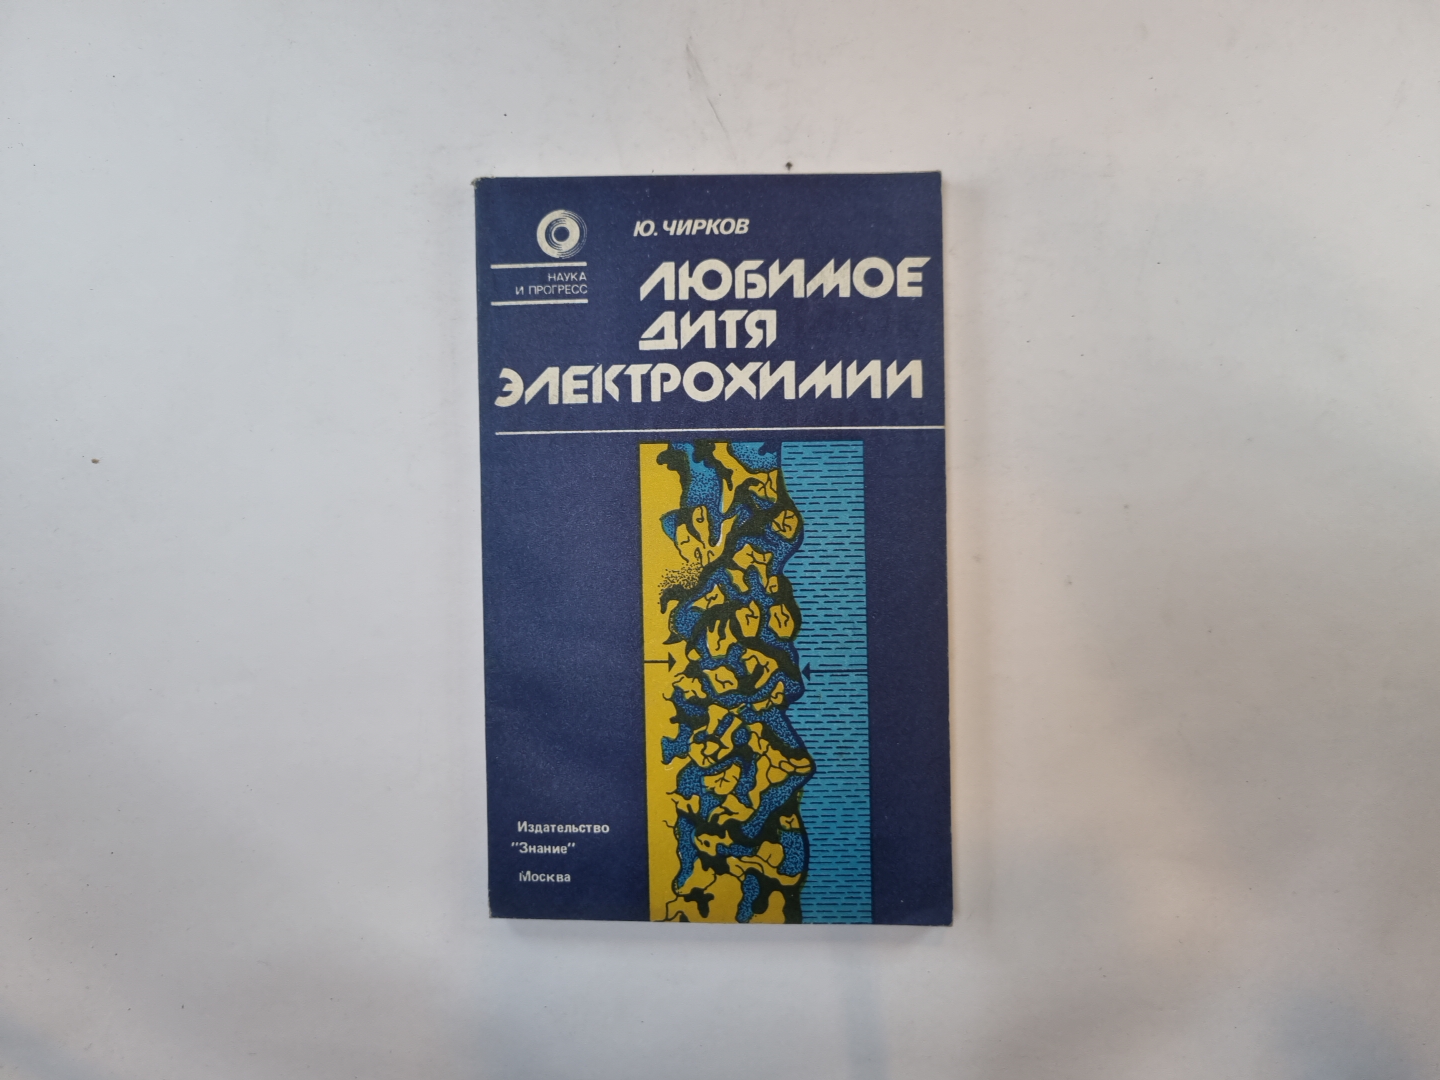 Ю. ЧИРКОВ
НАУКА
И ПРОГРЕСС
ЛЮБИМОЕ
ДИТЯ
ЭЛЕКТРОХИМИИ
Издательство
"Знание"
Москва